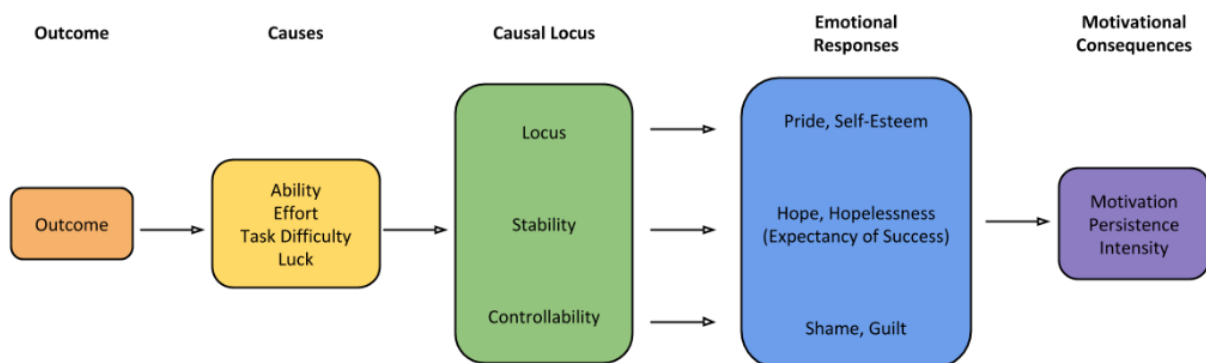 Outcome
Causes
Causal Locus
Emotional
Responses
Motivational
Consequences
Outcome
Ability
Effort
Task Difficulty
Luck
Locus
Stability
Controllability
Pride, Self-Esteem
Hope, Hopelessness
(Expectancy of Success)
Shame, Guilt
Motivation
Persistence
Intensity